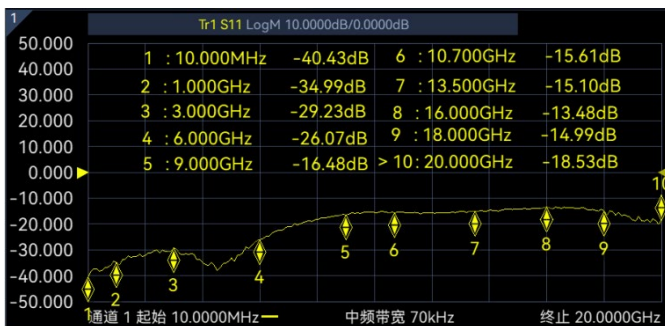 1
Tr1 S11 LogM 10.0000dB/0.0000dB
50.000
40.000
30.000
20.000
10.000
0.000
-10.000
-20.000
-30.000
-40.000
-50.000
1 : 10.000MHz -40.43dB
2 : 1.000GHz -34.99dB
3 : 3.000GHz -29.23dB
4 : 6.000GHz -26.07dB
5 : 9.000GHz -16.48dB
6 : 10.700GHz -15.61dB
7 : 13.500GHz -15.10dB
8 : 16.000GHz -13.48dB
9 : 18.000GHz -14.99dB
> 10 : 20.000GHz -18.53dB
1
2
3
4
5
6
7
8
9
10
通道 1 起始 10.0000MHz 中频带宽 70kHz 终止 20.0000GHz